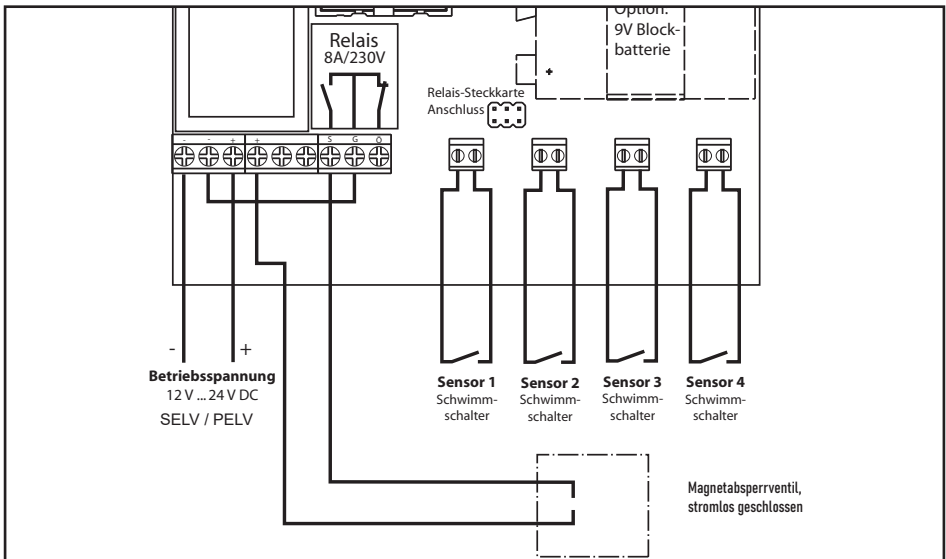 Option:
9V Block-
batterie
+
Relais
8A/230V
Relais-Steckkarte
Anschluss
- - + + S G Ö
- +
Betriebsspannung
12 V ... 24 V DC
SELV / PELV
Sensor 1
Schwimm-
schalter
Sensor 2
Schwimm-
schalter
Sensor 3
Schwimm-
schalter
Sensor 4
Schwimm-
schalter
Magnetabsperrventil,
stromlos geschlossen